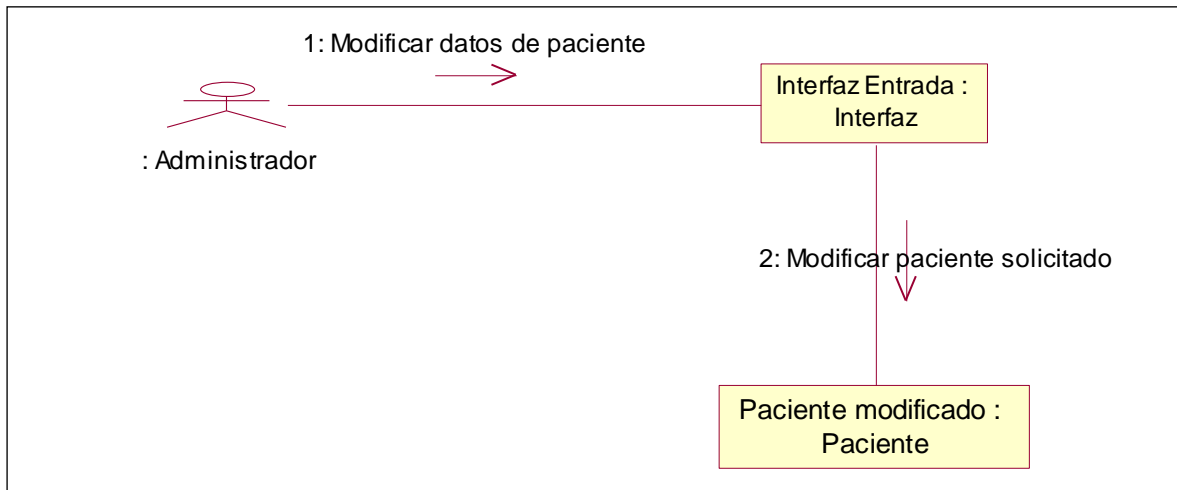 1: Modificar datos de paciente
Interfaz Entrada :
Interfaz
: Administrador
2: Modificar paciente solicitado
Paciente modificado :
Paciente